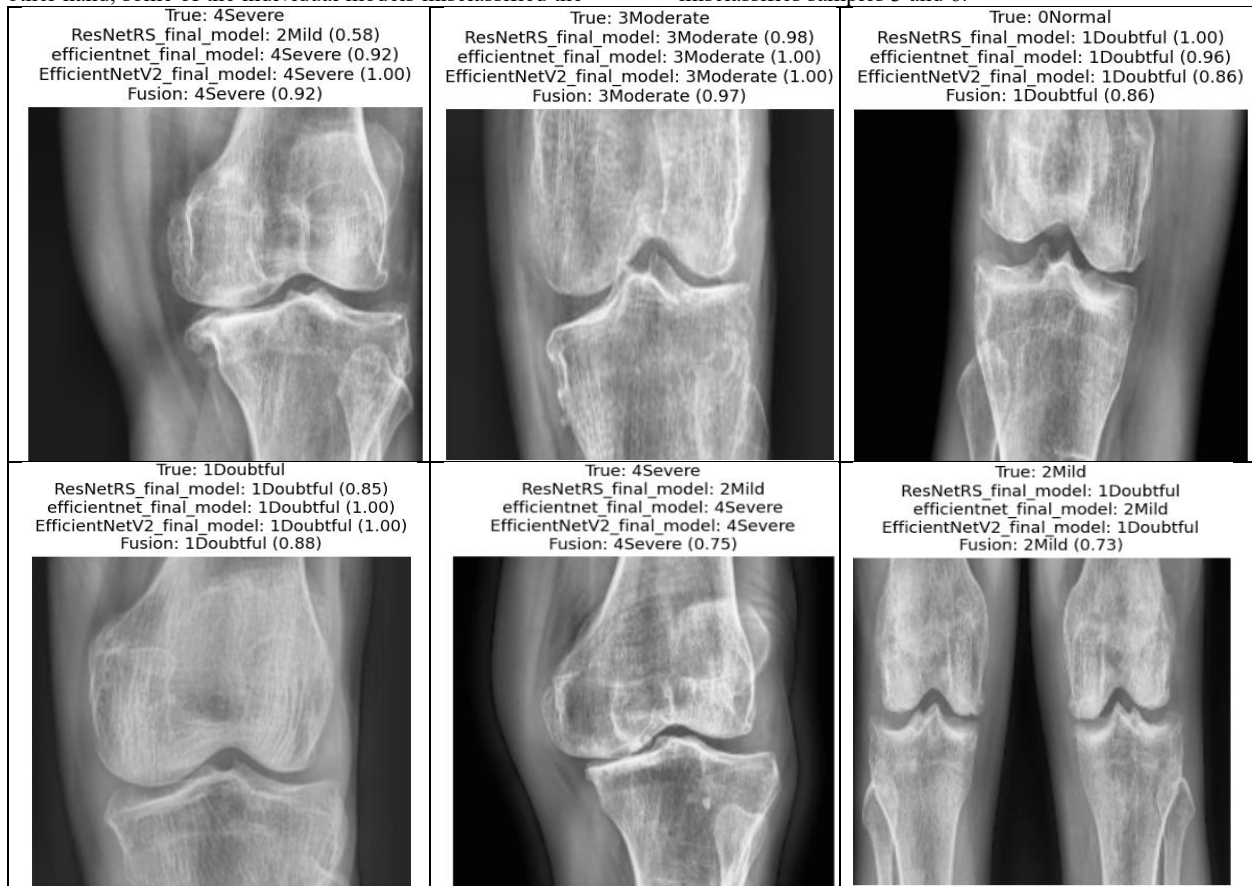 True: 4Severe
ResNetRS_final_model: 2Mild (0.58)
efficientnet_final_model: 4Severe (0.92)
EfficientNetV2_final_model: 4Severe (1.00)
Fusion: 4Severe (0.92)
True: 3Moderate
ResNetRS_final_model: 3Moderate (0.98)
efficientnet_final_model: 3Moderate (1.00)
EfficientNetV2_final_model: 3Moderate (1.00)
Fusion: 3Moderate (0.97)
True: 0Normal
ResNetRS_final_model: 1Doubtful (1.00)
efficientnet_final_model: 1Doubtful (0.96)
EfficientNetV2_final_model: 1Doubtful (0.86)
Fusion: 1Doubtful (0.86)
True: 1Doubtful
ResNetRS_final_model: 1Doubtful (0.85)
efficientnet_final_model: 1Doubtful (1.00)
EfficientNetV2_final_model: 1Doubtful (1.00)
Fusion: 1Doubtful (0.88)
True: 4Severe
ResNetRS_final_model: 2Mild
efficientnet_final_model: 4Severe
EfficientNetV2_final_model: 4Severe
Fusion: 4Severe (0.75)
True: 2Mild
ResNetRS_final_model: 1Doubtful
efficientnet_final_model: 2Mild
EfficientNetV2_final_model: 1Doubtful
Fusion: 2Mild (0.73)